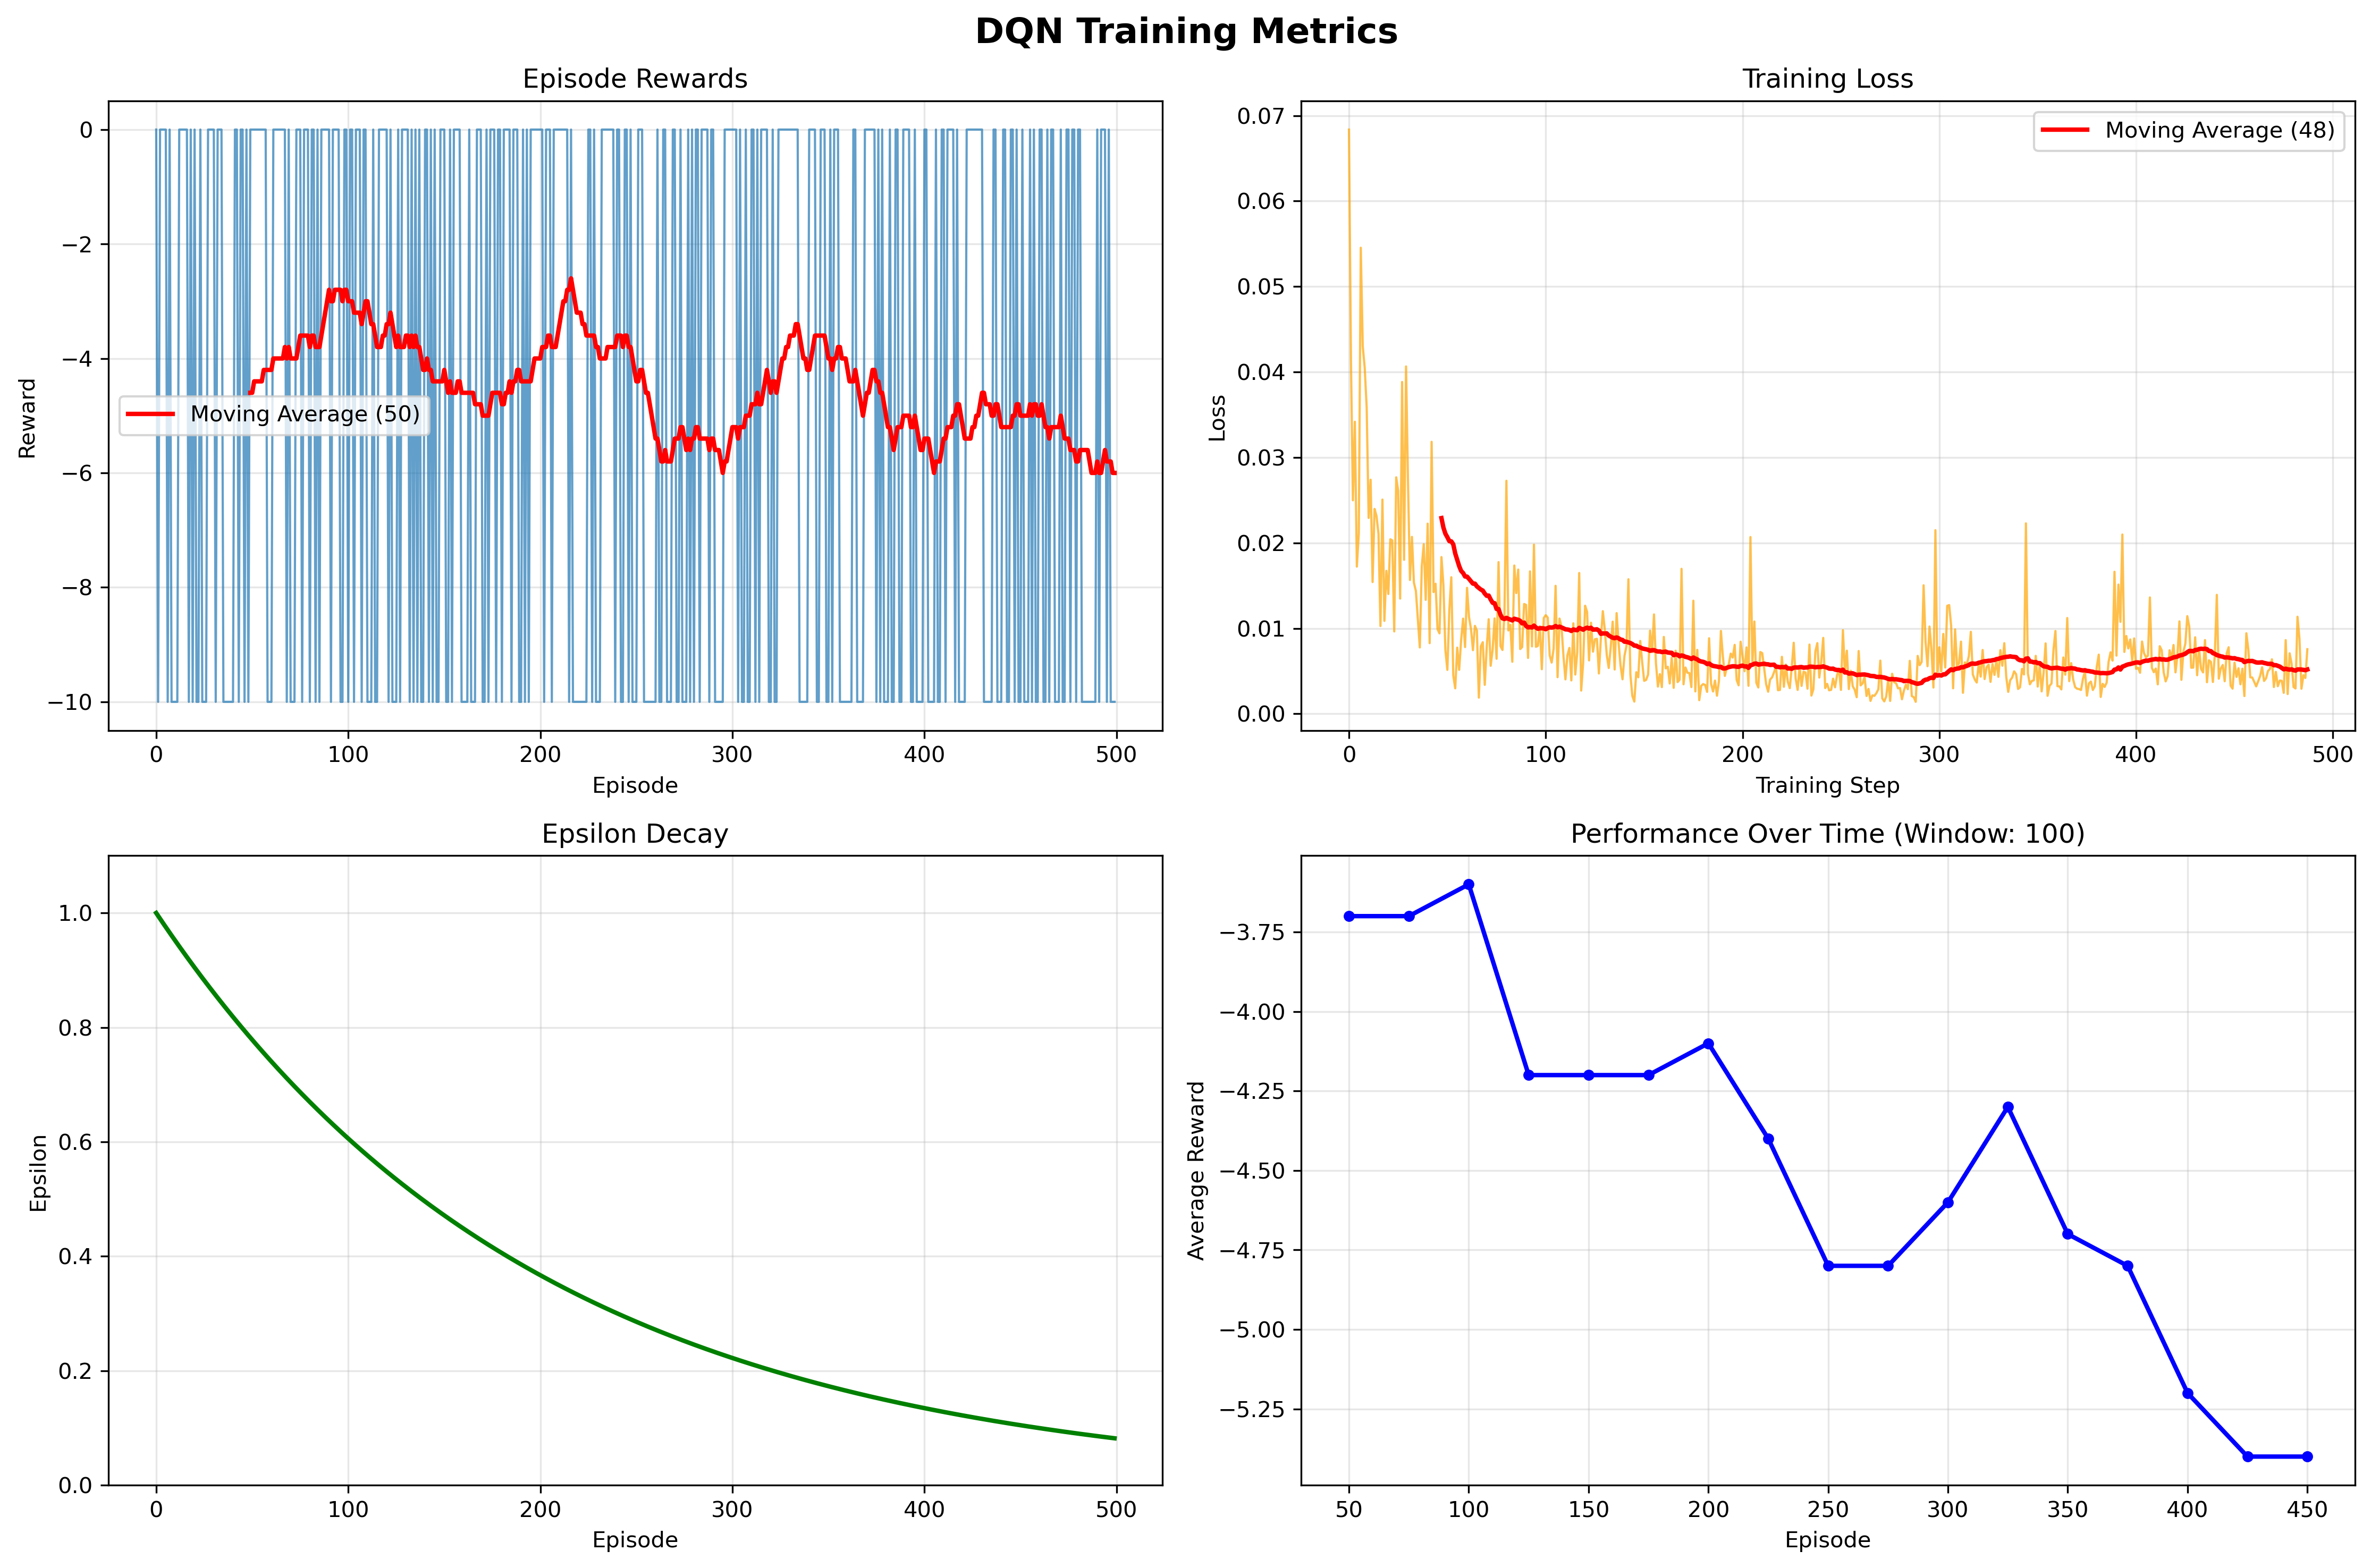 DQN Training Metrics
Episode Rewards
0
−2
−4
−6
−8
−10
Reward
Moving Average (50)
0 100 200 300 400 500
Episode
Training Loss
0.07
0.06
0.05
0.04
0.03
0.02
0.01
0.00
Loss
Moving Average (48)
0 100 200 300 400 500
Training Step
Epsilon Decay
1.0
0.8
0.6
0.4
0.2
0.0
Epsilon
0 100 200 300 400 500
Episode
Performance Over Time (Window: 100)
−3.75
−4.00
−4.25
−4.50
−4.75
−5.00
−5.25
Average Reward
50 100 150 200 250 300 350 400 450
Episode